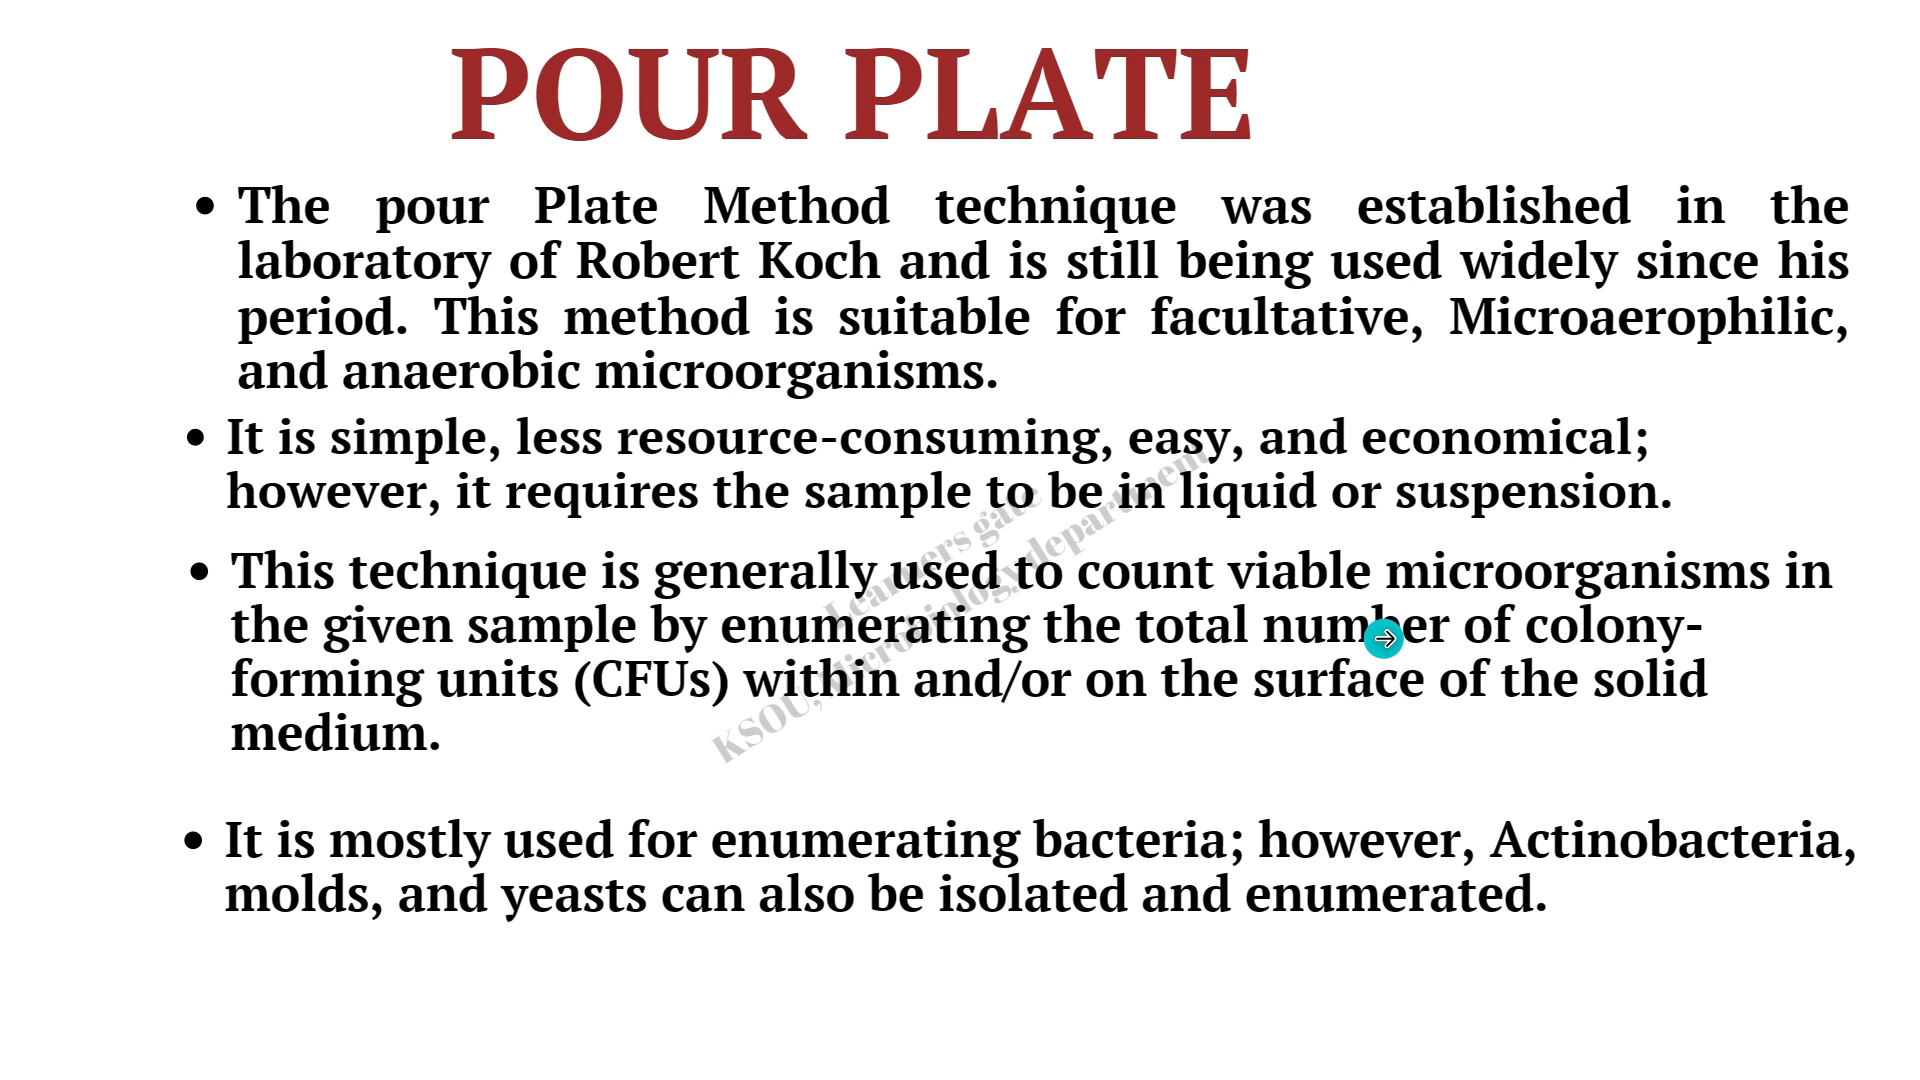 POUR PLATE
• The pour Plate Method technique was established in the
laboratory of Robert Koch and is still being used widely since his
period. This method is suitable for facultative, Microaerophilic,
and anaerobic microorganisms.
• It is simple, less resource-consuming, easy, and economical;
however, it requires the sample to be in liquid or suspension.
• This technique is generally used to count viable microorganisms in
the given sample by enumerating the total number of colony-
forming units (CFUs) within and/or on the surface of the solid
medium.
• It is mostly used for enumerating bacteria; however, Actinobacteria,
molds, and yeasts can also be isolated and enumerated.
Learners gate
KSOU, Microbiology department